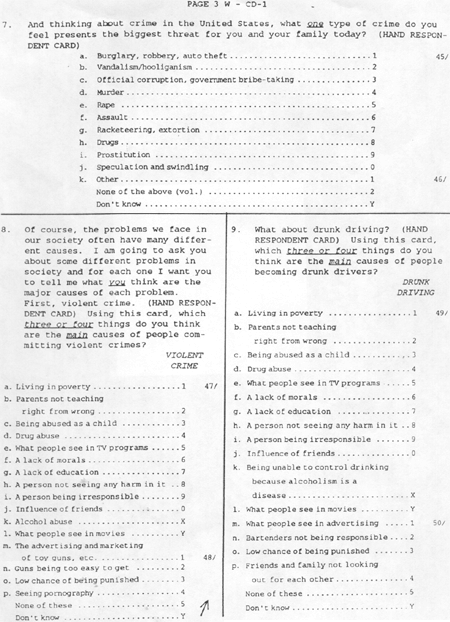 PAGE 3 W - CD-1
7. And thinking about crime in the United States, what one type of crime do you
feel presents the biggest threat for you and your family today? (HAND RESPON-
DENT CARD)
a. Burglary, robbery, auto theft....................1 45/
b. Vandalism/hooliganism....................2
c. Official corruption, government bribe-taking....................3
d. Murder....................4
e. Rape....................5
f. Assault....................6
g. Racketeering, extortion....................7
h. Drugs....................8
i. Prostitution....................9
j. Speculation and swindling....................0
k. Other....................1 46/
None of the above (vol.)....................2
Don't know....................Y
8. Of course, the problems we face in
our society often have many differ-
ent causes. I am going to ask you
about some different problems in
society and for each one I want you
to tell me what you think are the
major causes of each problem.
First, violent crime. (HAND RESPON-
DENT CARD) Using this card, which
three or four things do you think
are the main causes of people com-
mitting violent crimes?
VIOLENT
CRIME
a. Living in poverty....................1 47/
b. Parents not teaching
right from wrong....................2
c. Being abused as a child....................3
d. Drug abuse....................4
e. What people see in TV programs.....5
f. A lack of morals....................6
g. A lack of education....................7
h. A person not seeing any harm in it..8
i. A person being irresponsible.......9
j. Influence of friends....................0
k. Alcohol abuse....................X
l. What people see in movies..........Y
m. The advertising and marketing
of toy guns, etc.....................1 48/
n. Guns being too easy to get.........2
o. Low chance of being punished.......3
p. Seeing pornography....................4
None of these....................5
Don't know....................Y
9. What about drunk driving? (HAND
RESPONDENT CARD) Using this card,
which three or four things do you
think are the main causes of people
becoming drunk drivers?
DRUNK
DRIVING
a. Living in poverty....................1 49/
b. Parents not teaching
right from wrong....................2
c. Being abused as a child....................3
d. Drug abuse....................4
e. What people see in TV programs.....5
f. A lack of morals....................6
g. A lack of education....................7
h. A person not seeing any harm in it..8
i. A person being irresponsible.......9
j. Influence of friends....................0
k. Being unable to control drinking
because alcoholism is a
disease....................X
l. What people see in movies..........Y
m. What people see in advertising.....1 50/
n. Bartenders not being responsible...2
o. Low chance of being punished.......3
p. Friends and family not looking
out for each other....................4
None of these....................5
Don't know....................Y